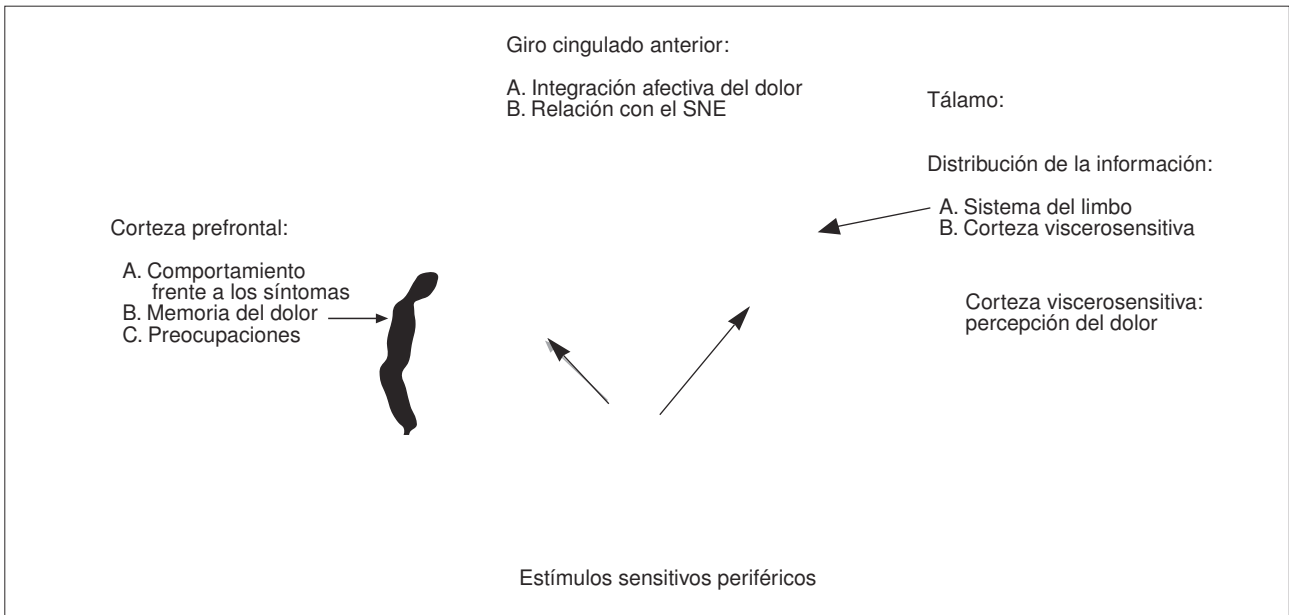 Giro cingulado anterior:
A. Integración afectiva del dolor
B. Relación con el SNE
Tálamo:
Distribución de la información:
A. Sistema del limbo
B. Corteza viscerosensitiva
Corteza prefrontal:
A. Comportamiento
frente a los síntomas
B. Memoria del dolor
C. Preocupaciones
Corteza viscerosensitiva:
percepción del dolor
Estímulos sensitivos periféricos